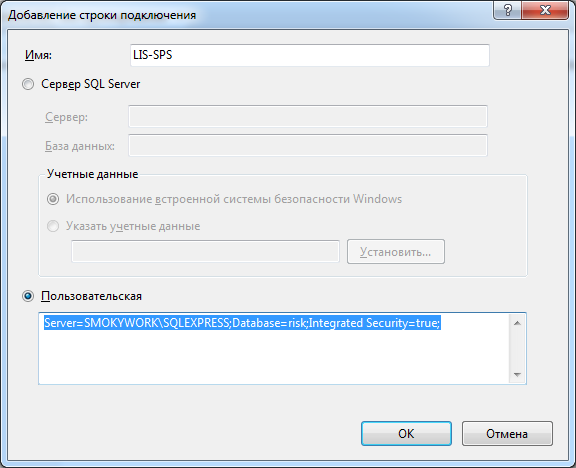 Добавление строки подключения
Имя: LIS-SPS
Сервер SQL Server
Сервер:
База данных:
Учетные данные
Использование встроенной системы безопасности Windows
Указать учетные данные
Установить...
Пользовательская
Server=SMOKYWORK\SQLEXPRESS;Database=risk;Integrated Security=true;
OK Отмена